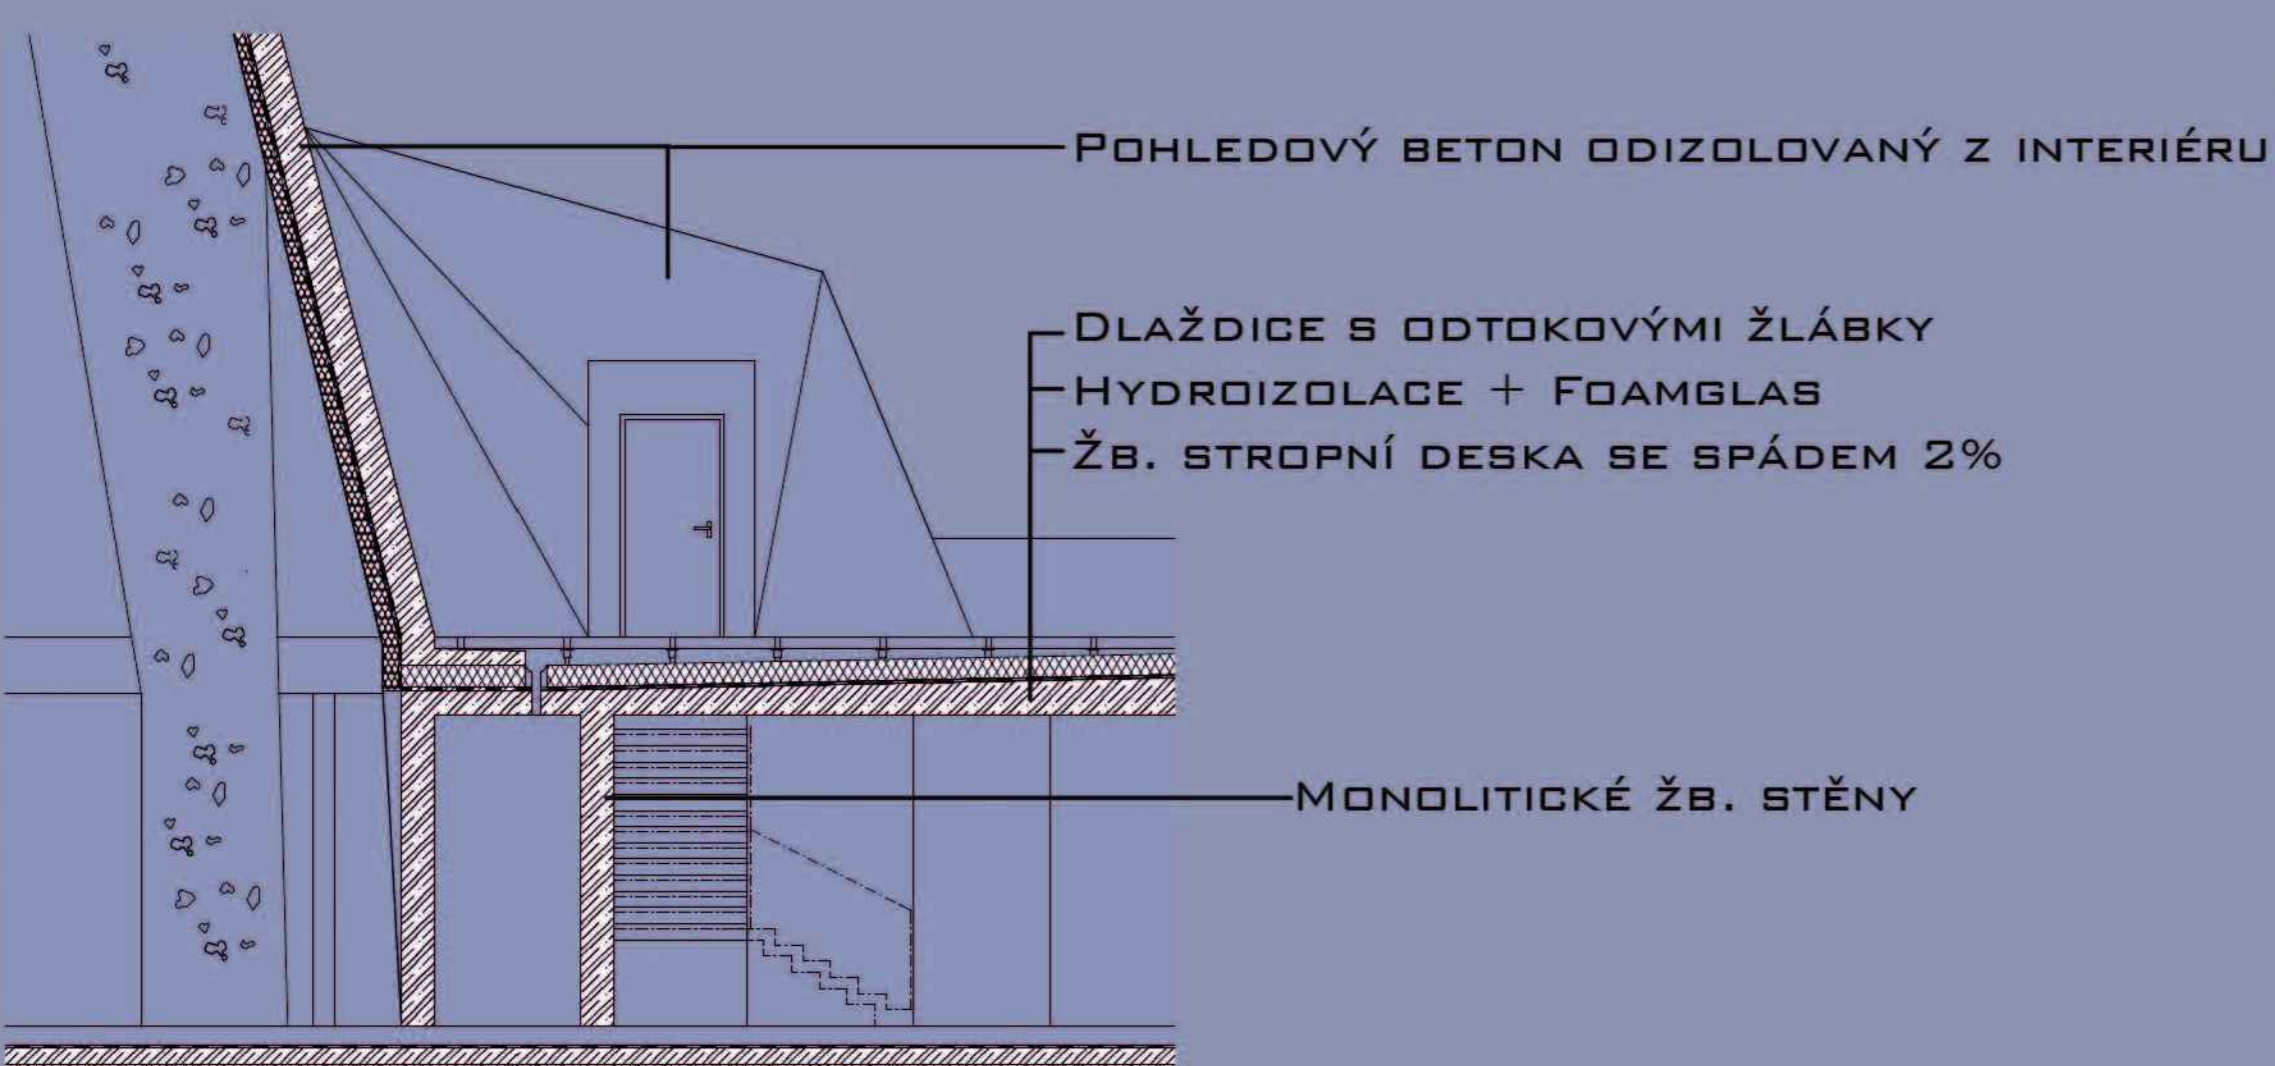 Pohledový beton odizolovaný z interiéru
Dlaždice s odtokovými žlábky
Hydroizolace + Foamglas
Žb. stropní deska se spádem 2%
Monolitické žb. stěny